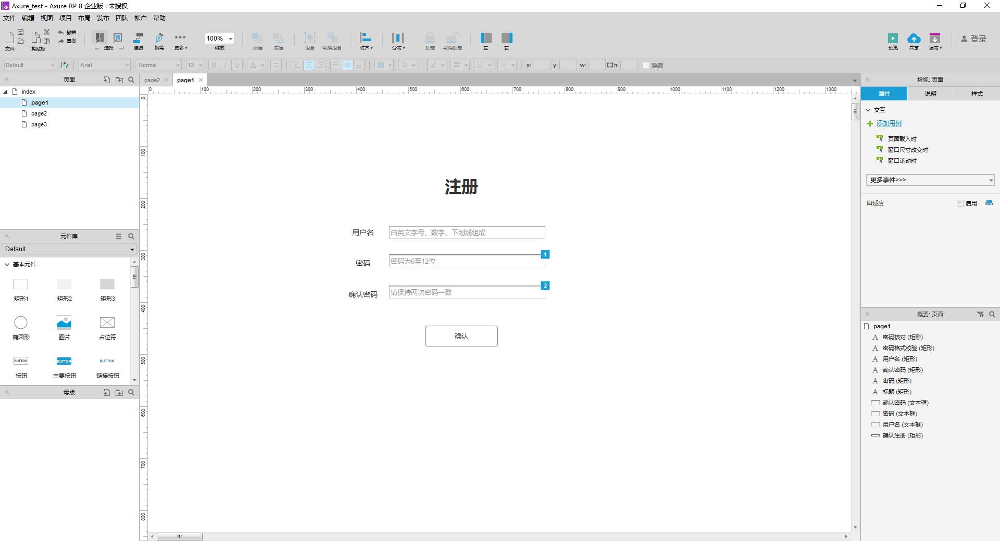 Axure_test - Axure RP 8 企业版 : 未授权
文件 编辑 视图 项目 布局 发布 团队 帐户 帮助
撤销
重做
文件 剪贴板 选择 连接 钢笔 更多 100% 缩放 顶层 底层 组合 取消组合 对齐 分布 锁定 取消锁定 左 右 预览 共享 发布 登录
Default Arial Normal 13 B I U A x: y: w: h: 隐藏
页面
index
page1
page2
page3
元件库
Default
基本元件
矩形1 矩形2 矩形3
椭圆形 图片 占位符
BUTTON BUTTON BUTTON
按钮 主要按钮 链接按钮
母版
page2 page1
0 100 200 300 400 500 600 700 800 900 1000 1100 1200 1300
0
100
200
300
400
500
600
700
800
注册
用户名 由英文字母、数字、下划线组成
1
密码 密码为6至12位
2
确认密码 请保持两次密码一致
确认
检视: 页面
属性 说明 样式
交互
添加用例
页面载入时
窗口尺寸改变时
窗口滚动时
更多事件>>>
自适应 启用
概要: 页面
page1
A 密码核对 (矩形)
A 密码格式校验 (矩形)
A 用户名 (矩形)
A 确认密码 (矩形)
A 密码 (矩形)
A 标题 (矩形)
确认密码 (文本框)
密码 (文本框)
用户名 (文本框)
确认注册 (矩形)